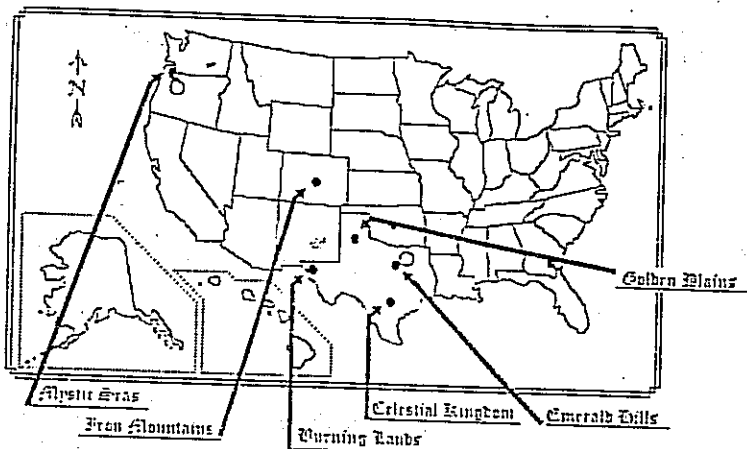 N
Golden Plains
Mystic Seas
Celestial Kingdom
Emerald Hills
Iron Mountains
Burning Lands